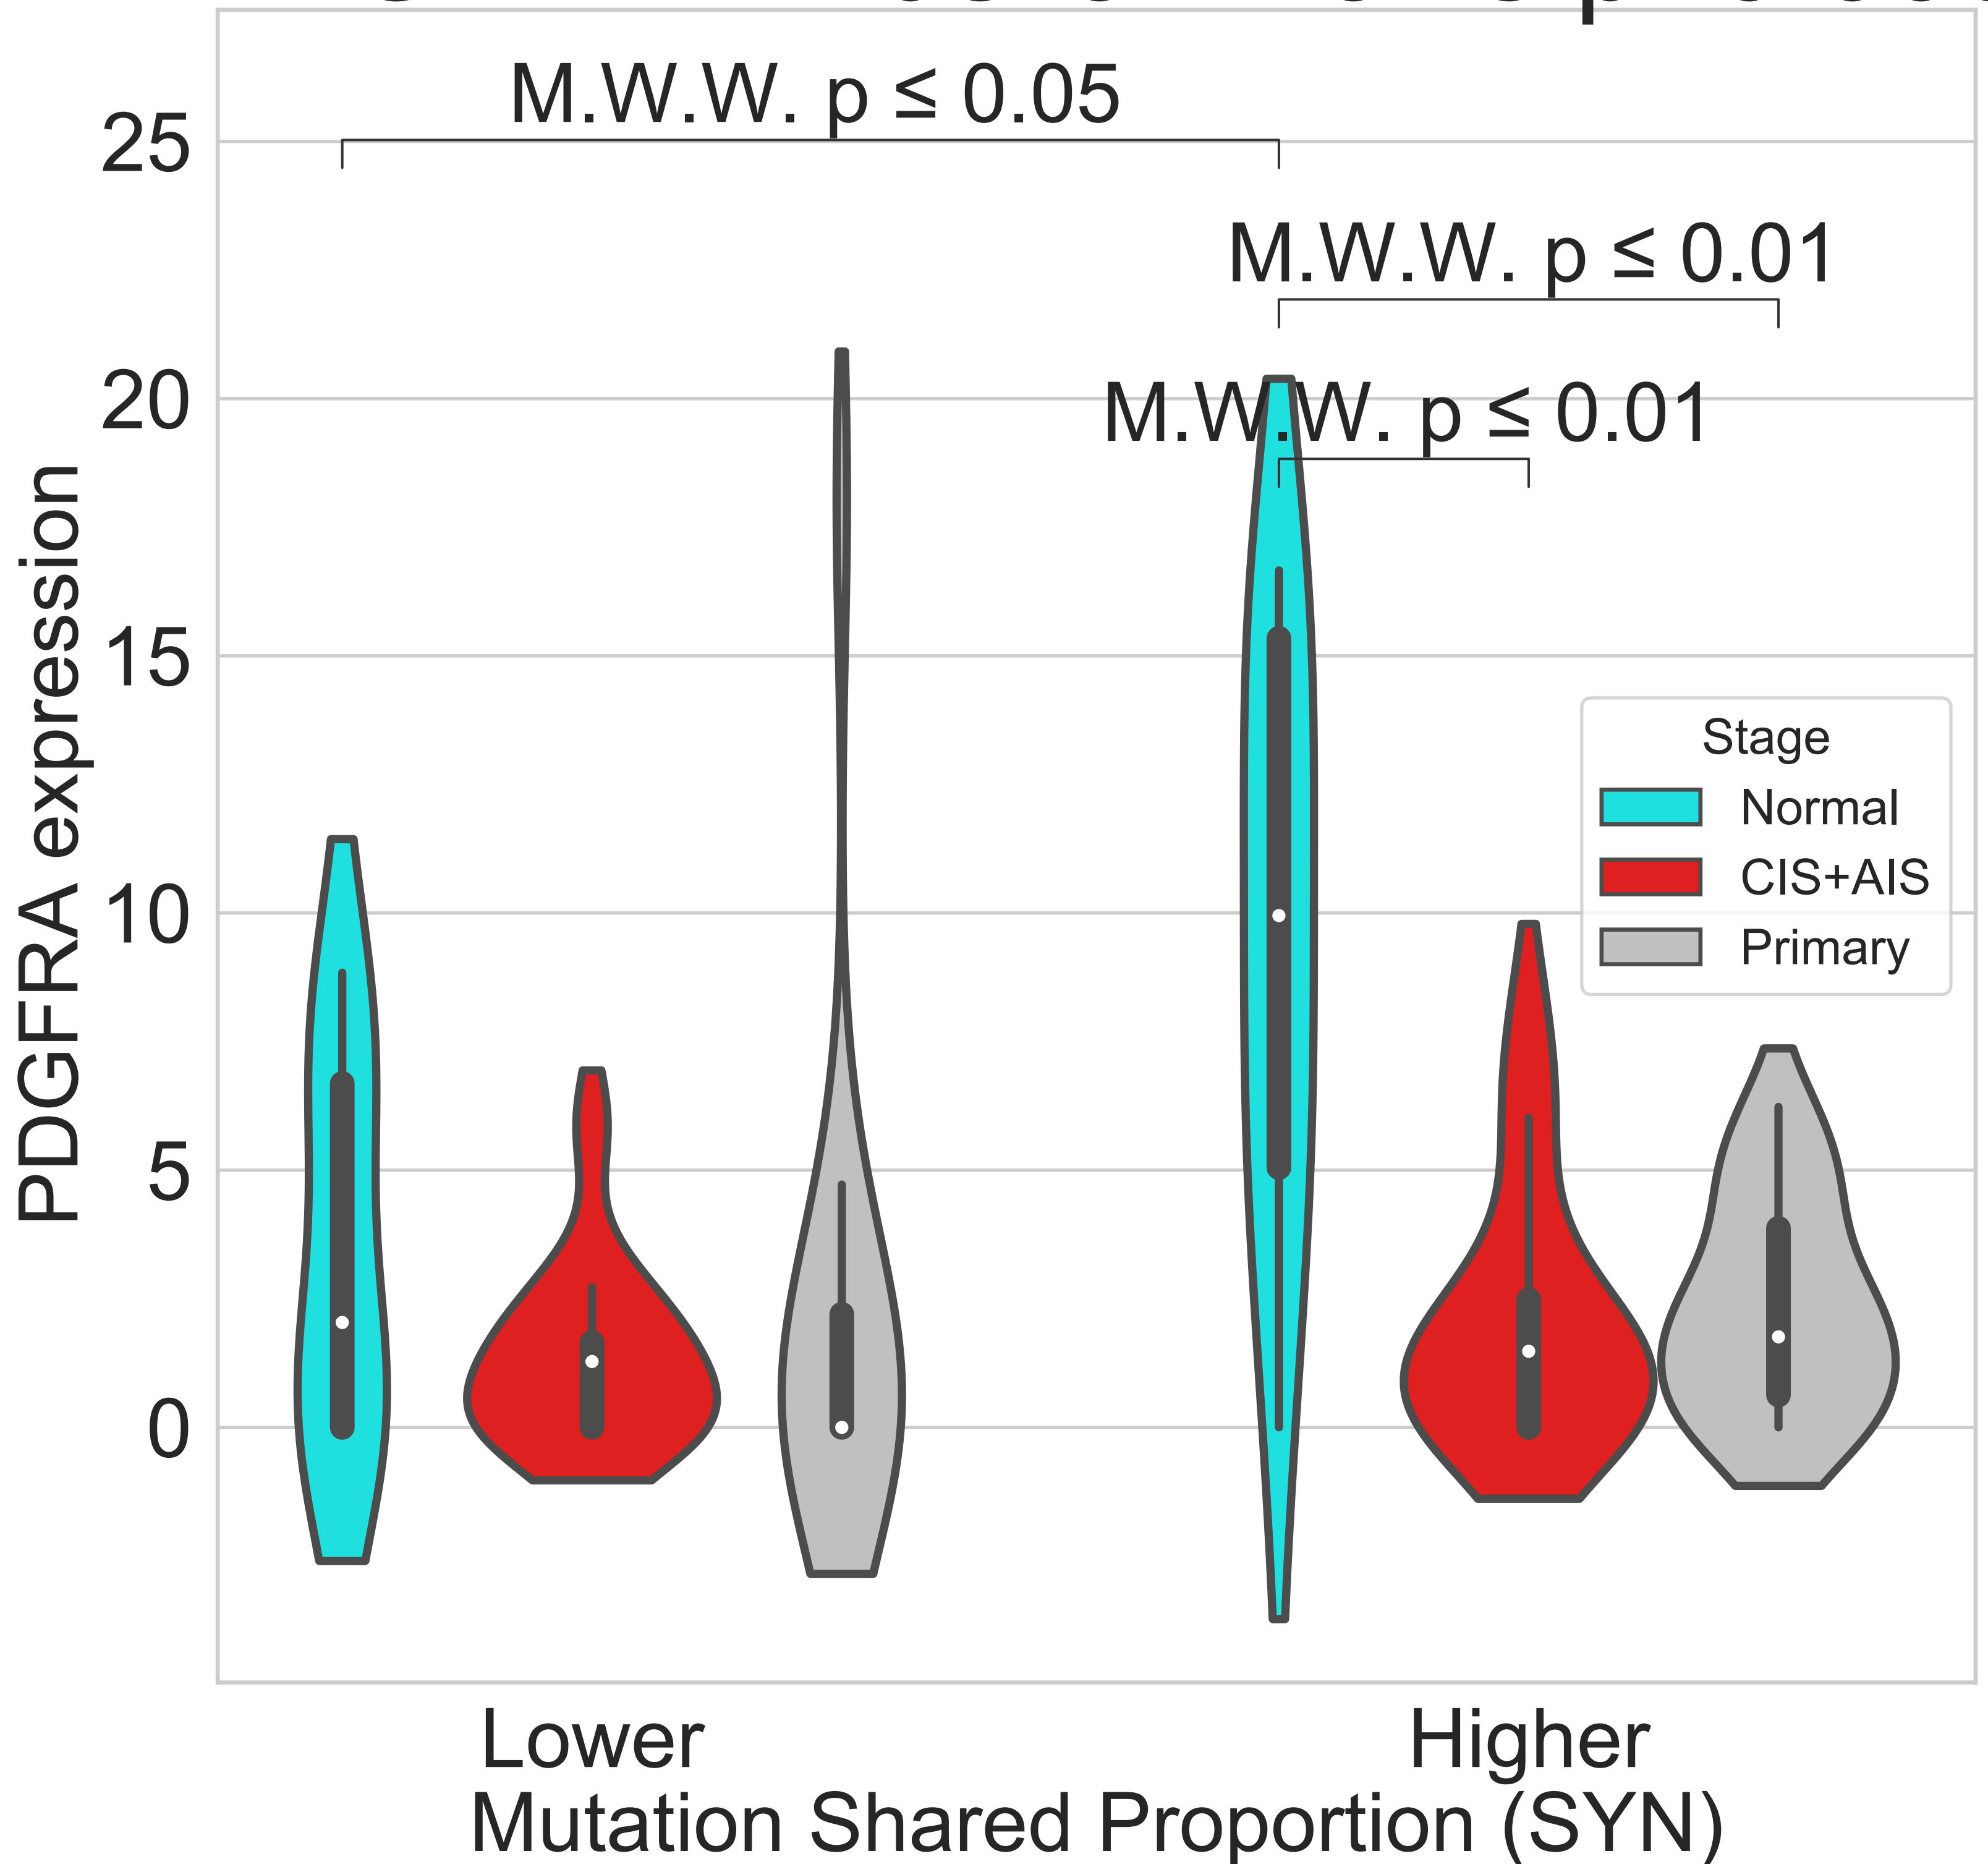 M.W.W. p ≤ 0.05
25
M.W.W. p ≤ 0.01
20
M.W.W. p ≤ 0.01
15
10
5
0
PDGFRA expression
Stage
Normal
CIS+AIS
Primary
Lower
Higher
Mutation Shared Proportion (SYN)